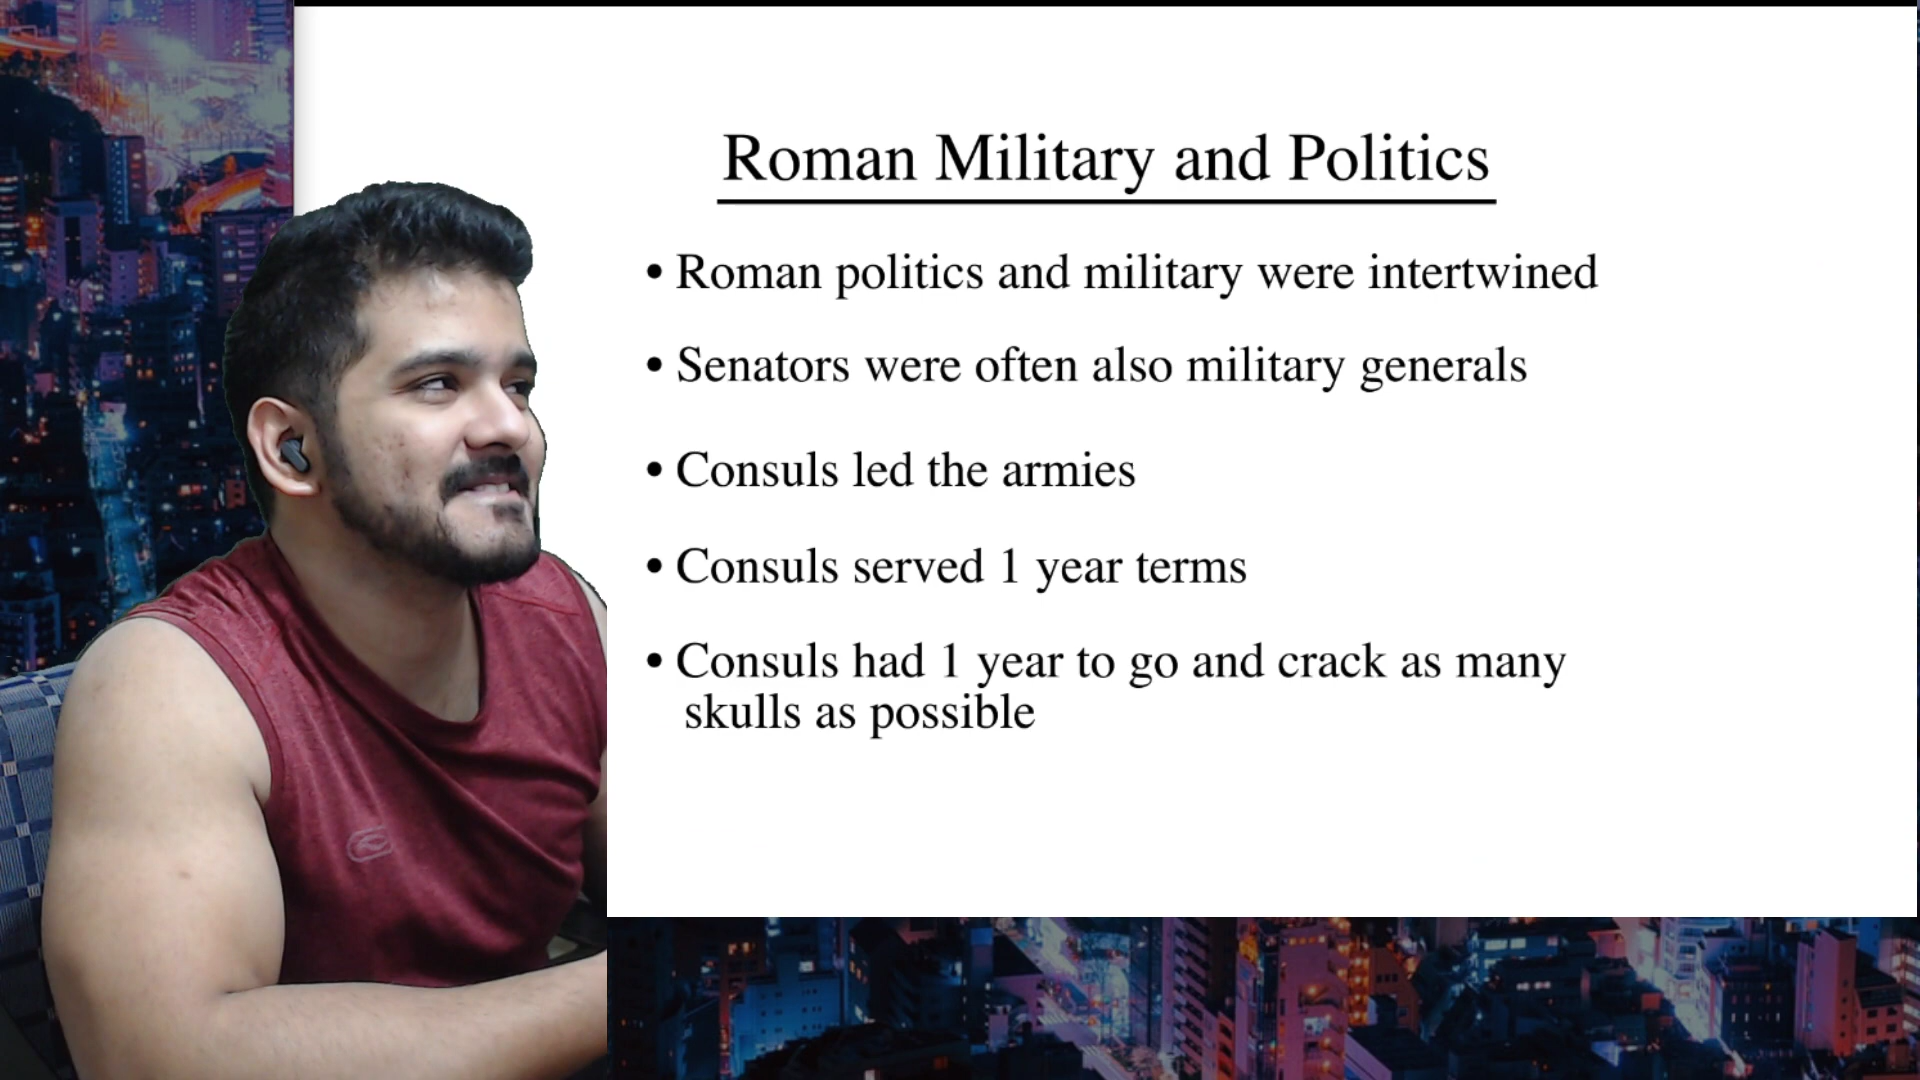 Roman Military and Politics
• Roman politics and military were intertwined
• Senators were often also military generals
• Consuls led the armies
• Consuls served 1 year terms
• Consuls had 1 year to go and crack as many
skulls as possible